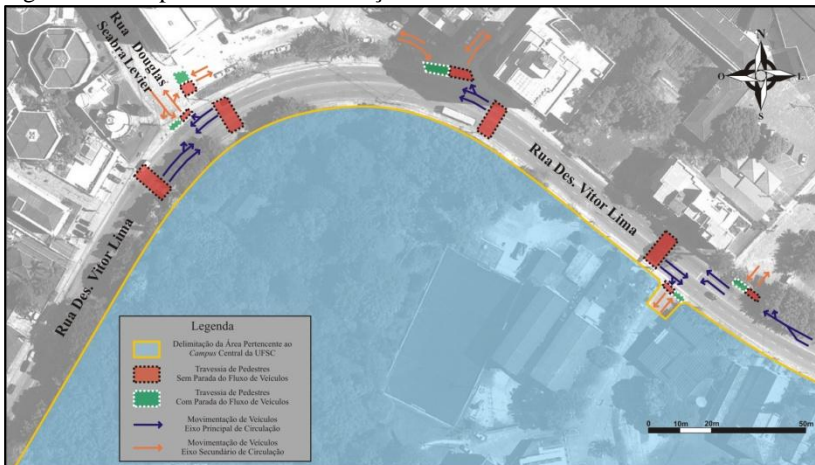 Rua Douglas
Seabra Levier
N
O
L
S
Rua Des. Vitor Lima
Rua Des. Vitor Lima
Legenda
Delimitação da Área Pertencente ao
Campus Central da UFSC
Travessia de Pedestres
Sem Parada do Fluxo de Veículos
Travessia de Pedestres
Com Parada do Fluxo de Veículos
Movimentação de Veículos
Eixo Principal de Circulação
Movimentação de Veículos
Eixo Secundário de Circulação
0 10m 20m 50m